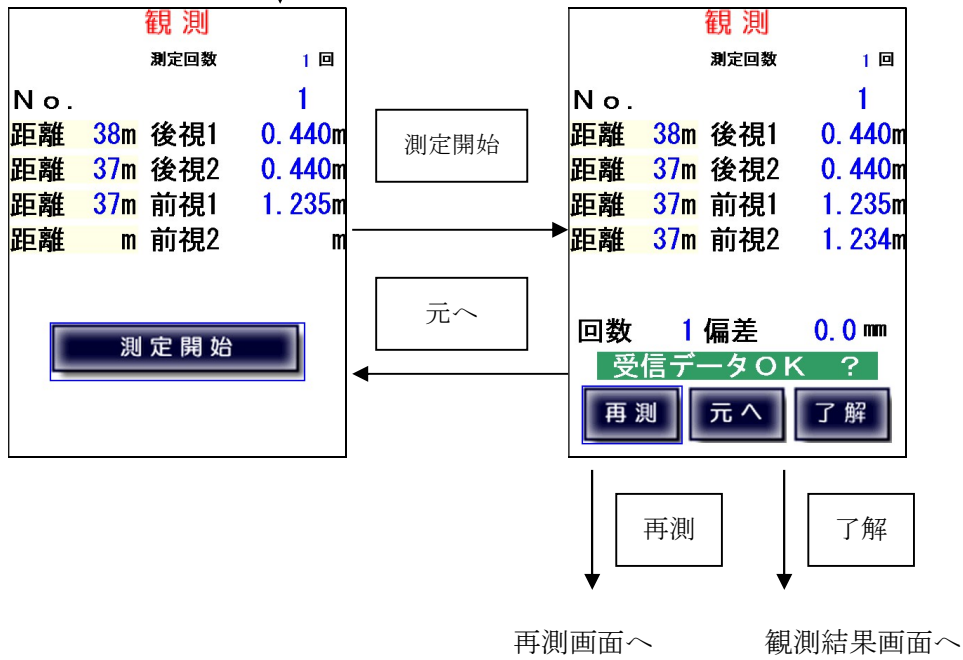 観測
測定回数 1 回
No. 1
距離 38m 後視1 0.440m
距離 37m 後視2 0.440m
距離 37m 前視1 1.235m
距離 m 前視2 m
測定開始
測定開始
元へ
観測
測定回数 1 回
No. 1
距離 38m 後視1 0.440m
距離 37m 後視2 0.440m
距離 37m 前視1 1.235m
距離 37m 前視2 1.234m
回数 1 偏差 0.0 mm
受信データOK ?
再測 元へ 了解
再測 了解
再測画面へ 観測結果画面へ